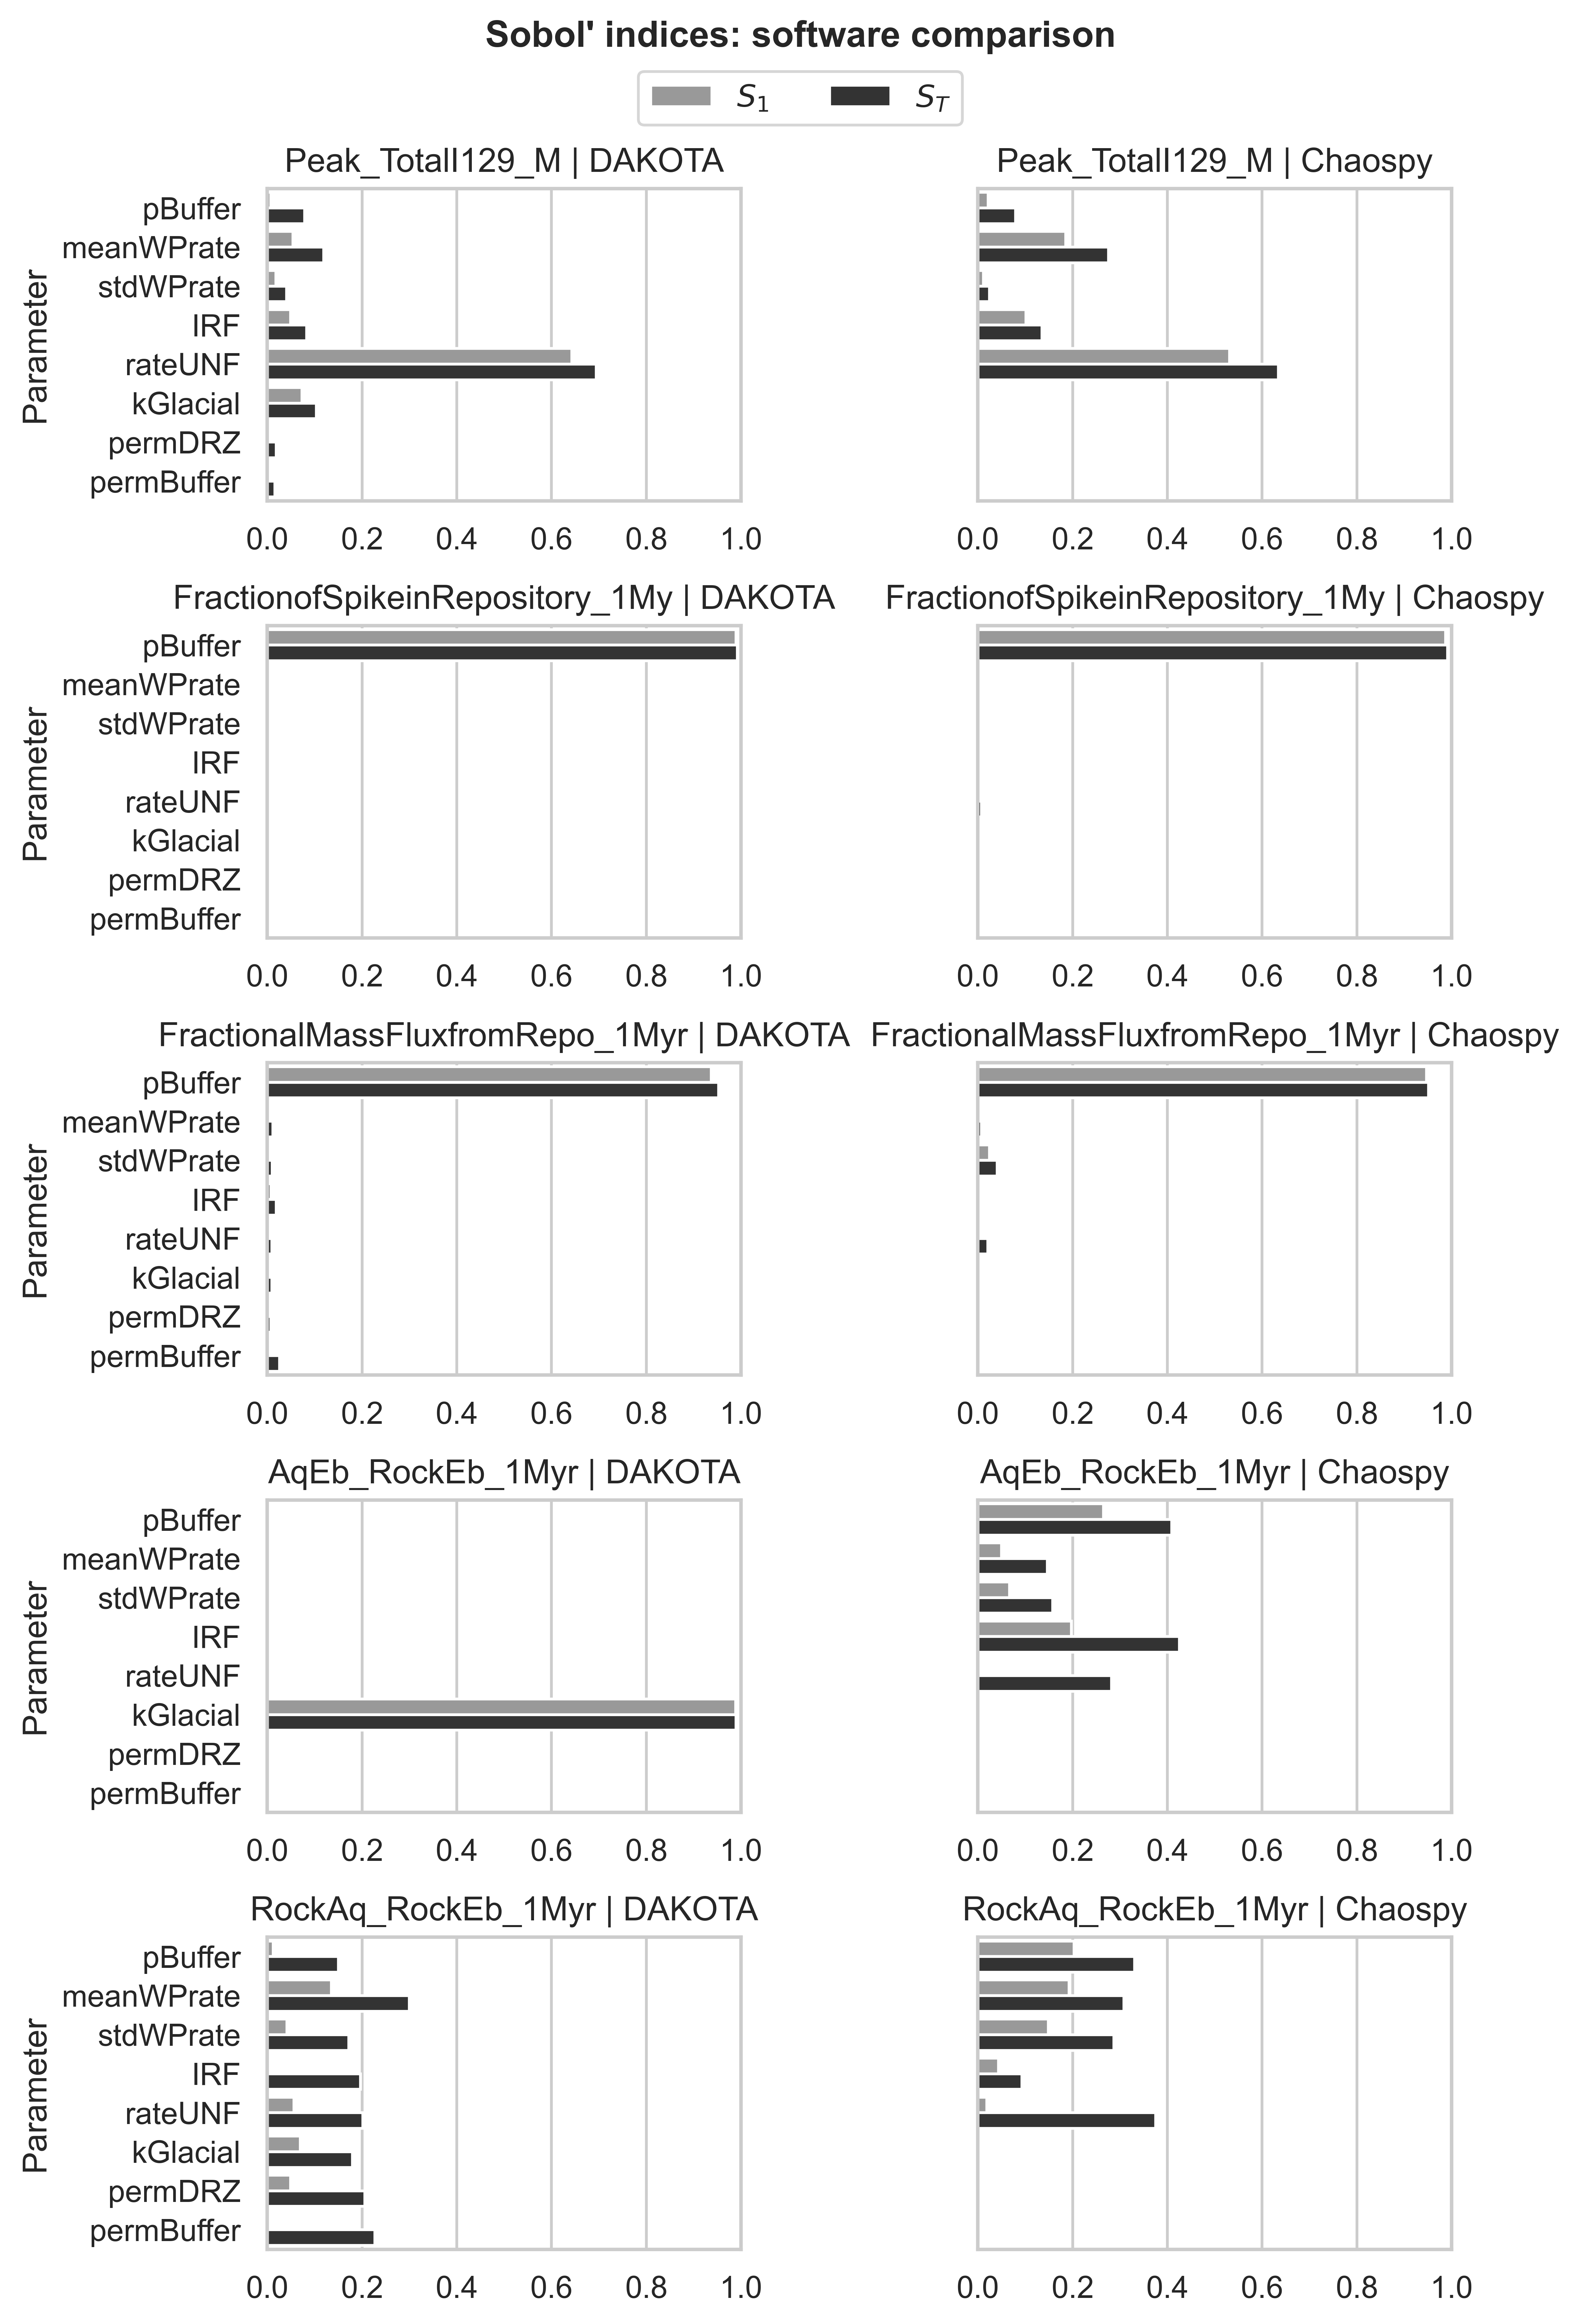 Sobol' indices: software comparison
S1 ST
Peak_TotalI129_M | DAKOTA
Peak_TotalI129_M | Chaospy
Parameter
pBuffer
meanWPrate
stdWPrate
IRF
rateUNF
kGlacial
permDRZ
permBuffer
0.0 0.2 0.4 0.6 0.8 1.0
0.0 0.2 0.4 0.6 0.8 1.0
FractionofSpikeinRepository_1My | DAKOTA
FractionofSpikeinRepository_1My | Chaospy
Parameter
pBuffer
meanWPrate
stdWPrate
IRF
rateUNF
kGlacial
permDRZ
permBuffer
0.0 0.2 0.4 0.6 0.8 1.0
0.0 0.2 0.4 0.6 0.8 1.0
FractionalMassFluxfromRepo_1Myr | DAKOTA
FractionalMassFluxfromRepo_1Myr | Chaospy
Parameter
pBuffer
meanWPrate
stdWPrate
IRF
rateUNF
kGlacial
permDRZ
permBuffer
0.0 0.2 0.4 0.6 0.8 1.0
0.0 0.2 0.4 0.6 0.8 1.0
AqEb_RockEb_1Myr | DAKOTA
AqEb_RockEb_1Myr | Chaospy
Parameter
pBuffer
meanWPrate
stdWPrate
IRF
rateUNF
kGlacial
permDRZ
permBuffer
0.0 0.2 0.4 0.6 0.8 1.0
0.0 0.2 0.4 0.6 0.8 1.0
RockAq_RockEb_1Myr | DAKOTA
RockAq_RockEb_1Myr | Chaospy
Parameter
pBuffer
meanWPrate
stdWPrate
IRF
rateUNF
kGlacial
permDRZ
permBuffer
0.0 0.2 0.4 0.6 0.8 1.0
0.0 0.2 0.4 0.6 0.8 1.0